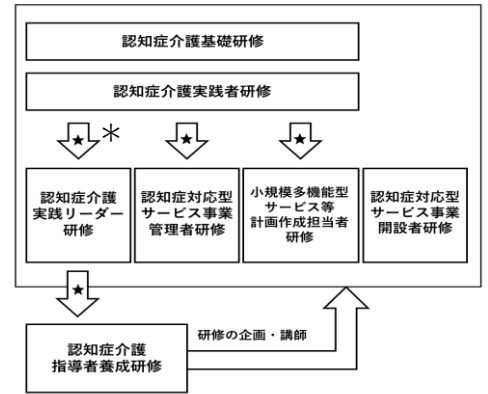 認知症介護基礎研修
認知症介護実践者研修
★
＊
★
★
認知症介護
実践リーダー
研修
認知症対応型
サービス事業
管理者研修
小規模多機能型
サービス等
計画作成担当者
研修
認知症対応型
サービス事業
開設者研修
★
研修の企画・講師
認知症介護
指導者養成研修